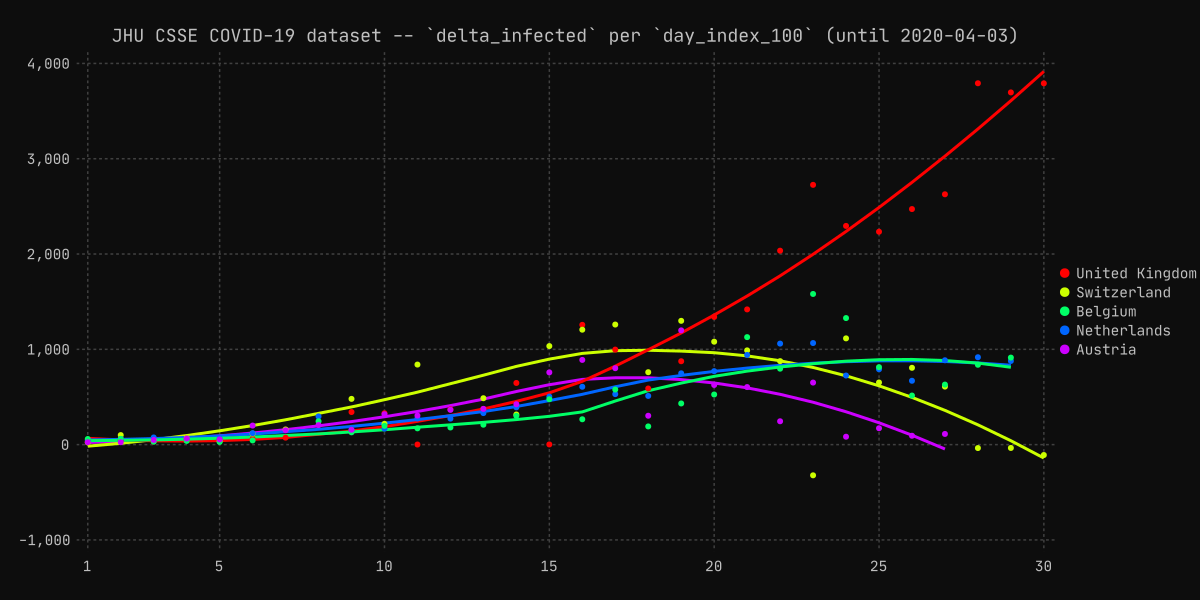 JHU CSSE COVID-19 dataset -- `delta_infected` per `day_index_100` (until 2020-04-03)
4,000
3,000
2,000
1,000
0
-1,000
1 5 10 15 20 25 30
United Kingdom
Switzerland
Belgium
Netherlands
Austria